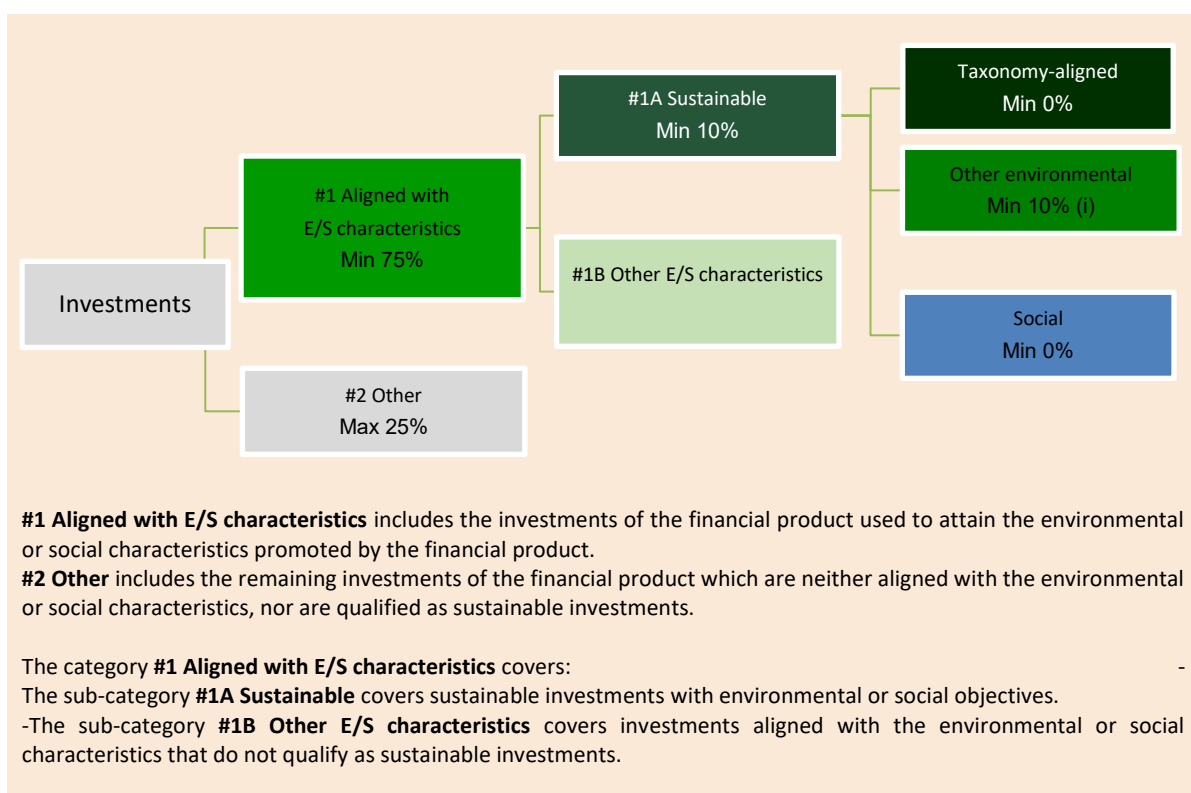 Investments
#1 Aligned with
E/S characteristics
Min 75%
#2 Other
Max 25%
#1A Sustainable
Min 10%
#1B Other E/S characteristics
Taxonomy-aligned
Min 0%
Other environmental
Min 10% (i)
Social
Min 0%
#1 Aligned with E/S characteristics includes the investments of the financial product used to attain the environmental
or social characteristics promoted by the financial product.
#2 Other includes the remaining investments of the financial product which are neither aligned with the environmental
or social characteristics, nor are qualified as sustainable investments.
The category #1 Aligned with E/S characteristics covers: -
The sub-category #1A Sustainable covers sustainable investments with environmental or social objectives.
-The sub-category #1B Other E/S characteristics covers investments aligned with the environmental or social
characteristics that do not qualify as sustainable investments.